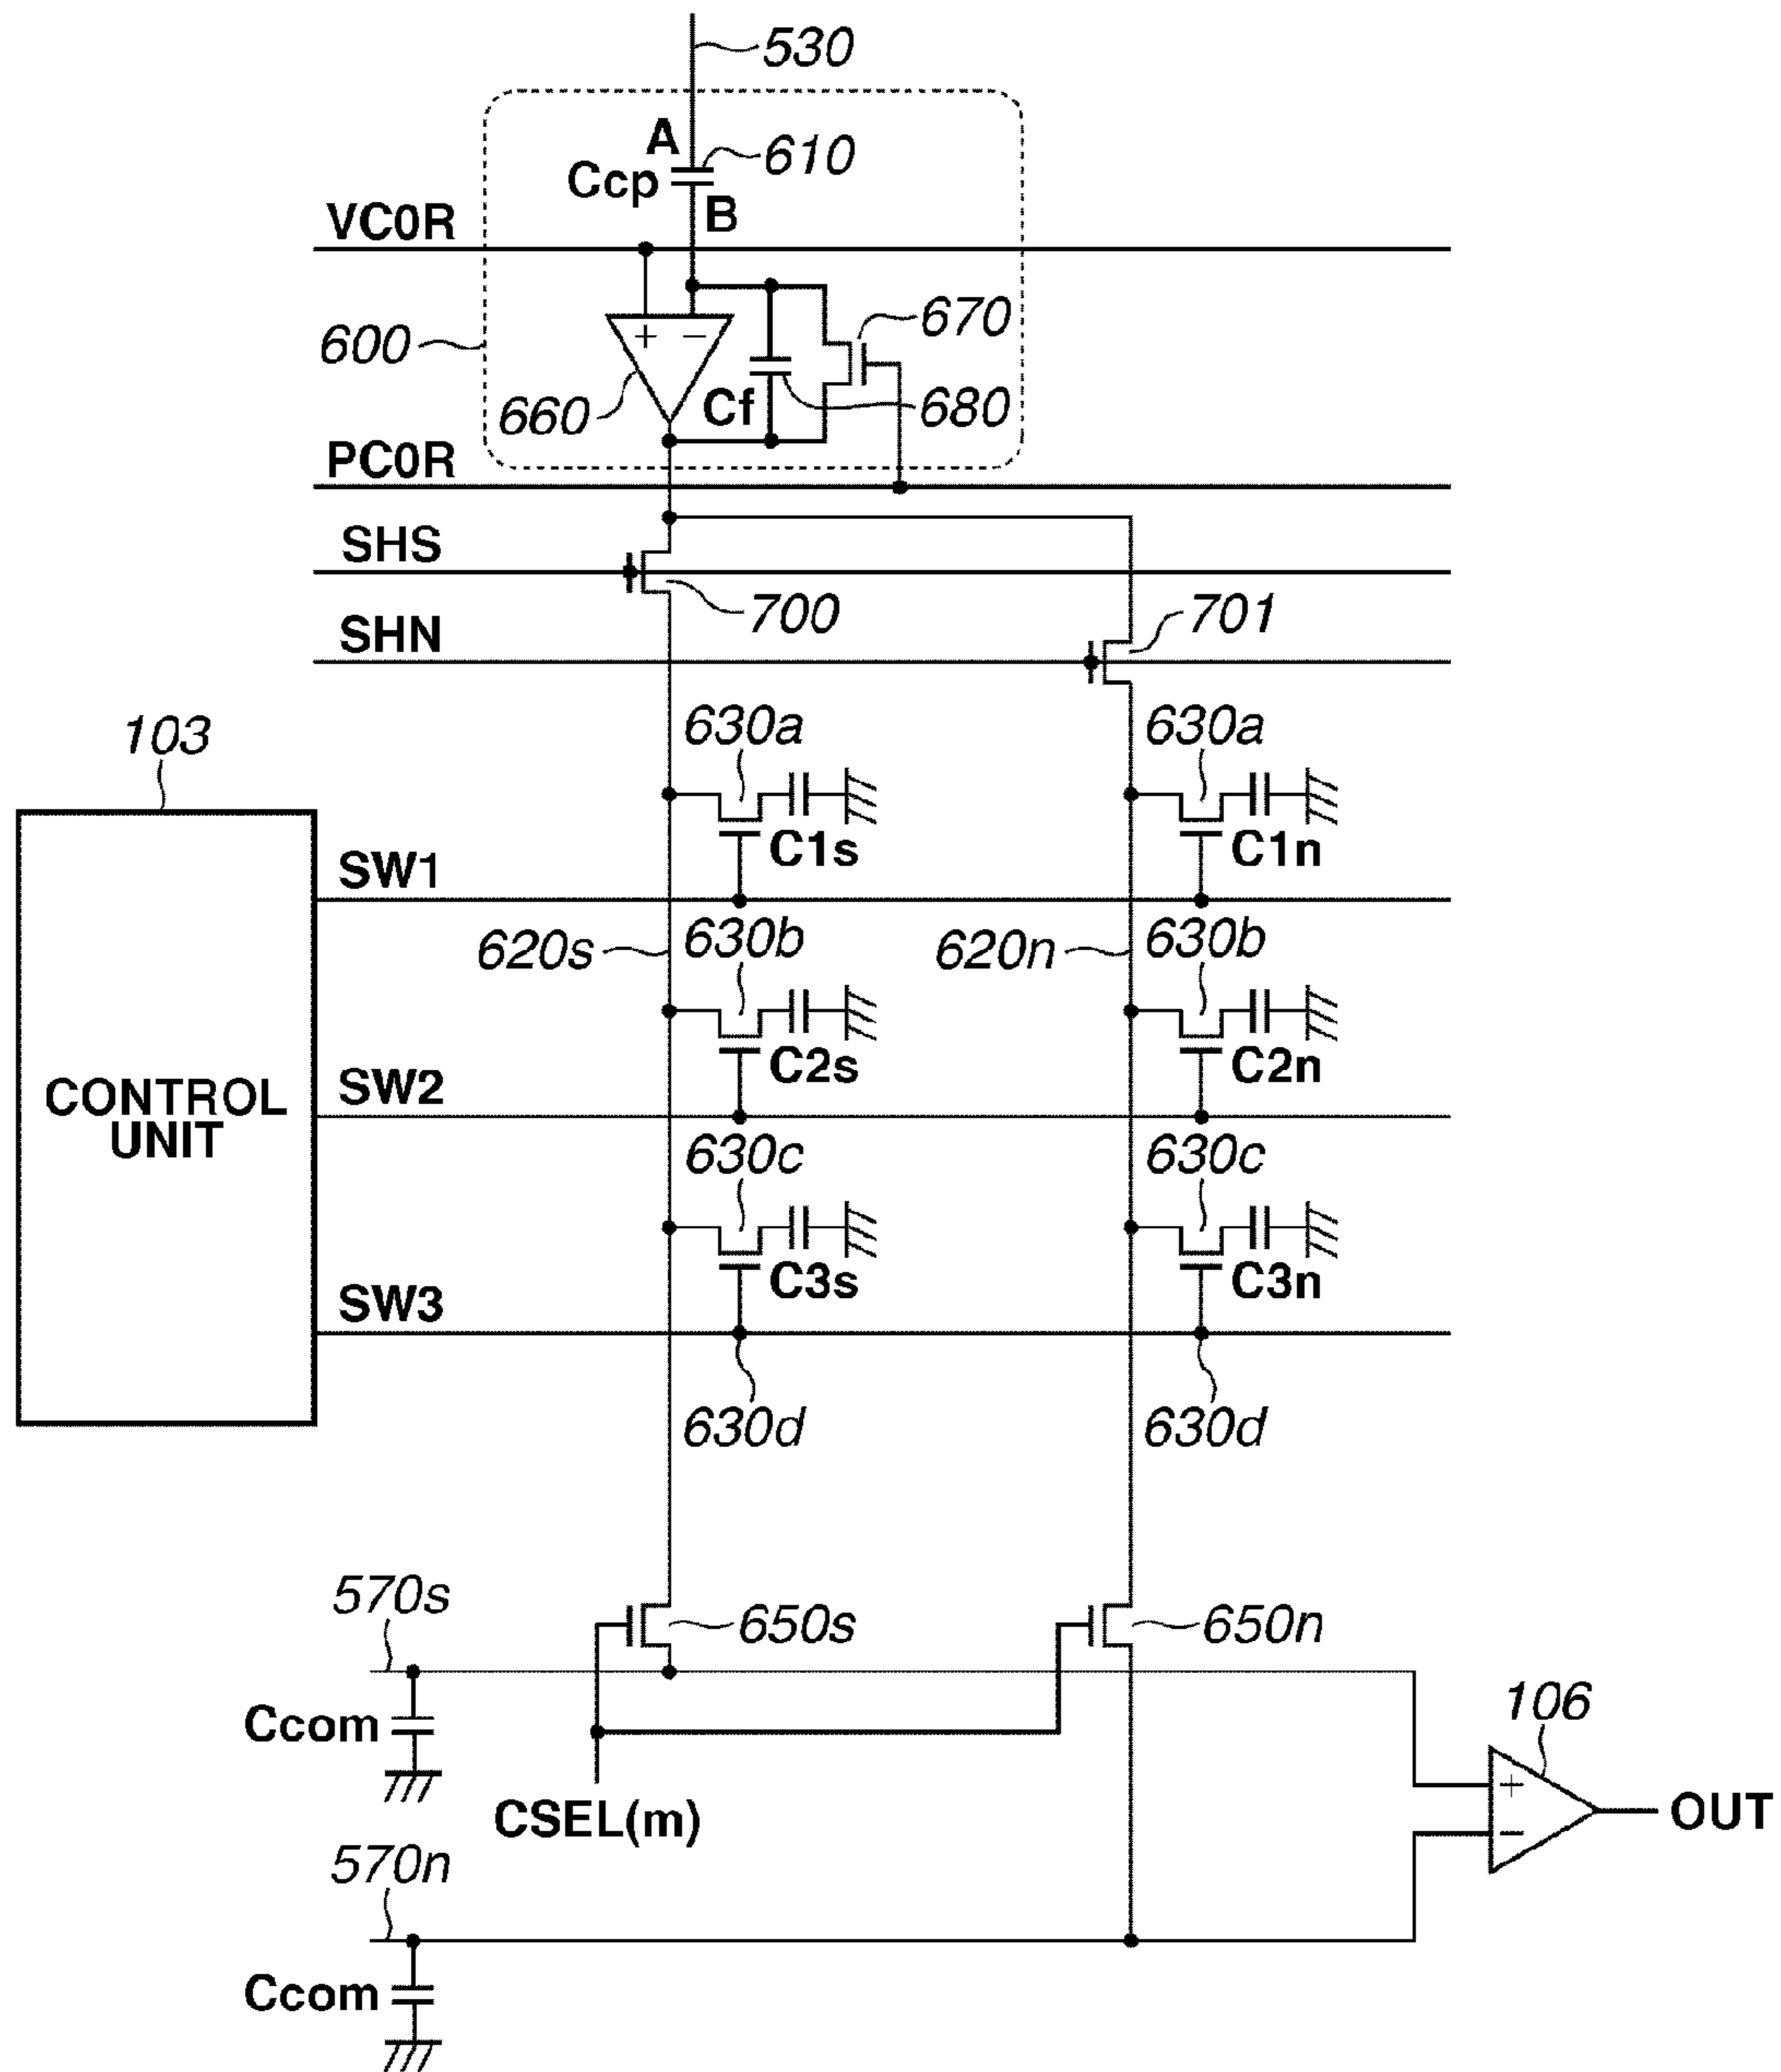 530
A
610
Ccp
B
VC0R
670
600
+ −
660
Cf
680
PC0R
SHS
700
SHN
701
103
630a
630a
C1s
C1n
SW1
620s
630b
620n
630b
C2s
C2n
CONTROL
UNIT
SW2
630c
630c
C3s
C3n
SW3
630d
630d
570s
650s
650n
Ccom
106
+
CSEL(m)
OUT
−
570n
Ccom